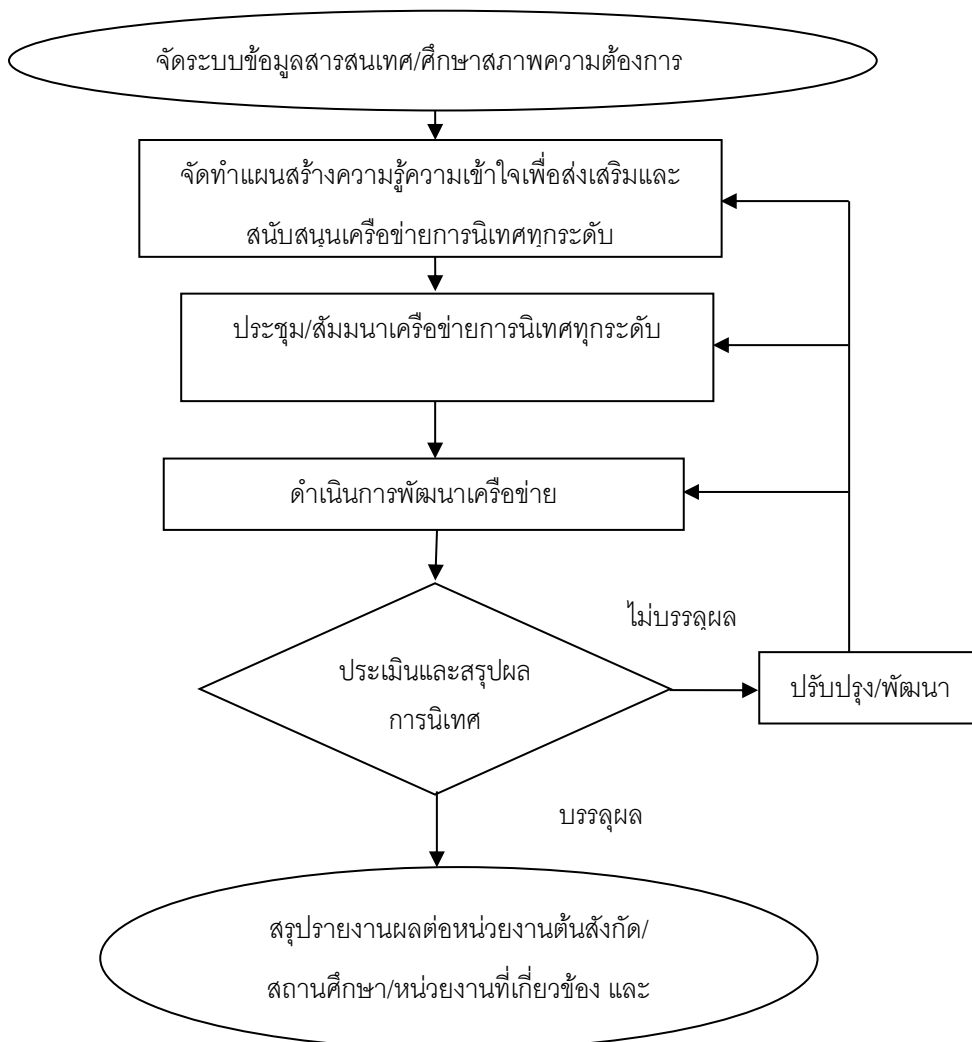 จัดระบบข้อมูลสารสนเทศ/ศึกษาสภาพความต้องการ
จัดทำแผนสร้างความรู้ความเข้าใจเพื่อส่งเสริมและ
สนับสนุนเครือข่ายการนิเทศทุกระดับ
ประชุม/สัมมนาเครือข่ายการนิเทศทุกระดับ
ดำเนินการพัฒนาเครือข่าย
ไม่บรรลุผล
ประเมินและสรุปผล
การนิเทศ
ปรับปรุง/พัฒนา
บรรลุผล
สรุปรายงานผลต่อหน่วยงานต้นสังกัด/
สถานศึกษา/หน่วยงานที่เกี่ยวข้อง และ